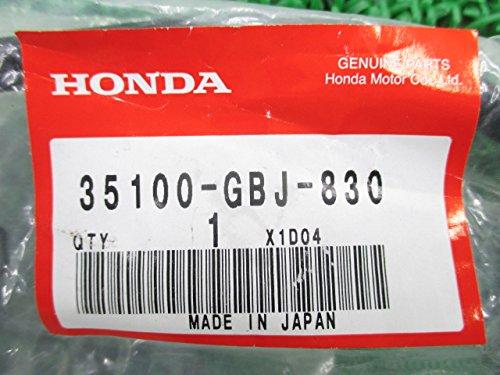 HONDA
GENUINE PARTS
Honda Motor Co., Ltd.
35100-GBJ-830
QTY 1 X1D04
MADE IN JAPAN